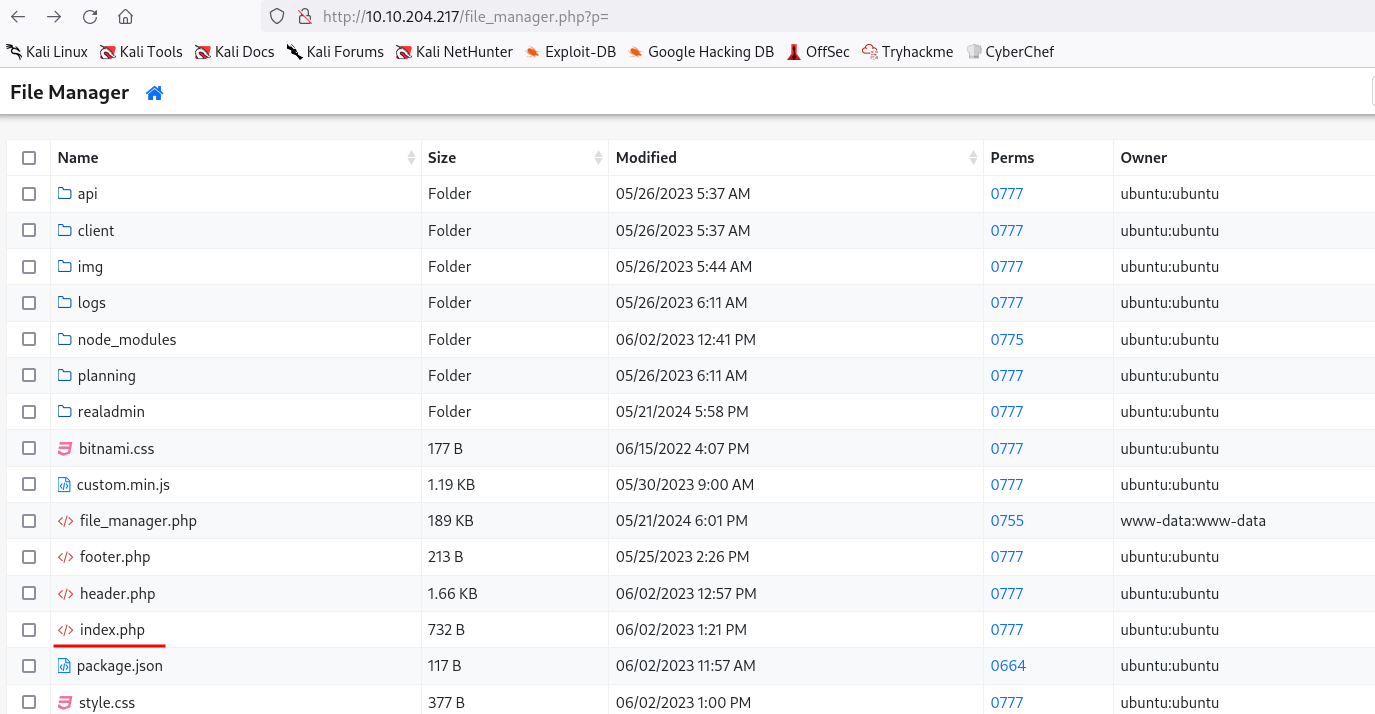 http://10.10.204.217/file_manager.php?p=
Kali Linux Kali Tools Kali Docs Kali Forums Kali NetHunter Exploit-DB Google Hacking DB OffSec Tryhackme CyberChef
File Manager
Name Size Modified Perms Owner
api Folder 05/26/2023 5:37 AM 0777 ubuntu:ubuntu
client Folder 05/26/2023 5:37 AM 0777 ubuntu:ubuntu
img Folder 05/26/2023 5:44 AM 0777 ubuntu:ubuntu
logs Folder 05/26/2023 6:11 AM 0777 ubuntu:ubuntu
node_modules Folder 06/02/2023 12:41 PM 0775 ubuntu:ubuntu
planning Folder 05/26/2023 6:11 AM 0777 ubuntu:ubuntu
realadmin Folder 05/21/2024 5:58 PM 0777 ubuntu:ubuntu
bitnami.css 177 B 06/15/2022 4:07 PM 0777 ubuntu:ubuntu
custom.min.js 1.19 KB 05/30/2023 9:00 AM 0777 ubuntu:ubuntu
file_manager.php 189 KB 05/21/2024 6:01 PM 0755 www-data:www-data
footer.php 213 B 05/25/2023 2:26 PM 0777 ubuntu:ubuntu
header.php 1.66 KB 06/02/2023 12:57 PM 0777 ubuntu:ubuntu
index.php 732 B 06/02/2023 1:21 PM 0777 ubuntu:ubuntu
package.json 117 B 06/02/2023 11:57 AM 0664 ubuntu:ubuntu
style.css 377 B 06/02/2023 1:00 PM 0777 ubuntu:ubuntu